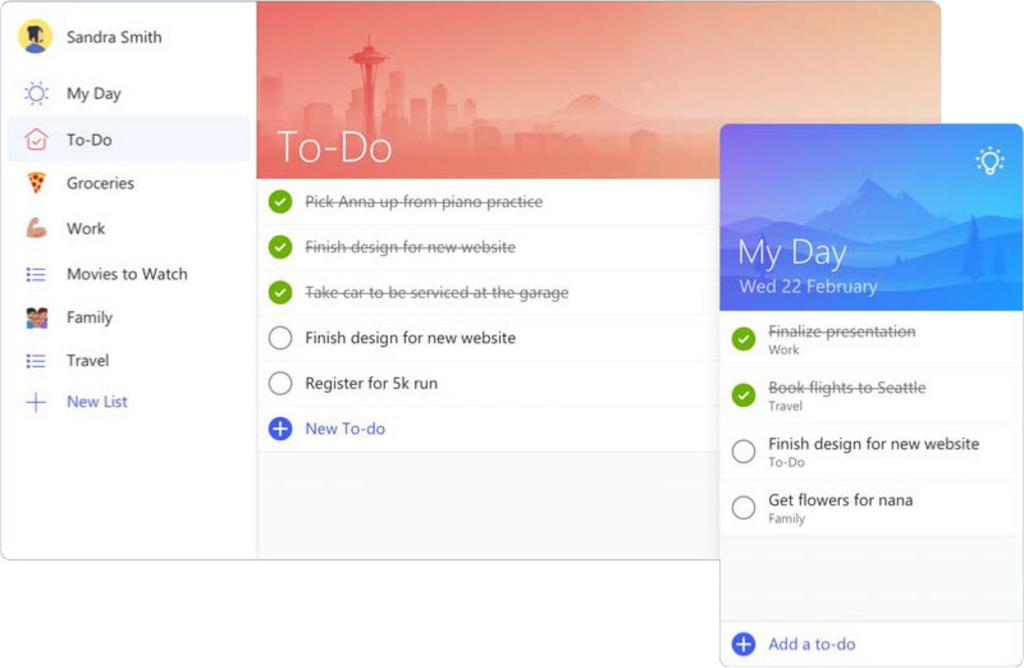 Sandra Smith
My Day
To-Do
Groceries
Work
Movies to Watch
Family
Travel
New List
To-Do
Pick Anna up from piano practice
Finish design for new website
Take car to be serviced at the garage
Finish design for new website
Register for 5k run
New To-do
My Day
Wed 22 February
Finalize presentation
Work
Book flights to Seattle
Travel
Finish design for new website
To-Do
Get flowers for nana
Family
Add a to-do